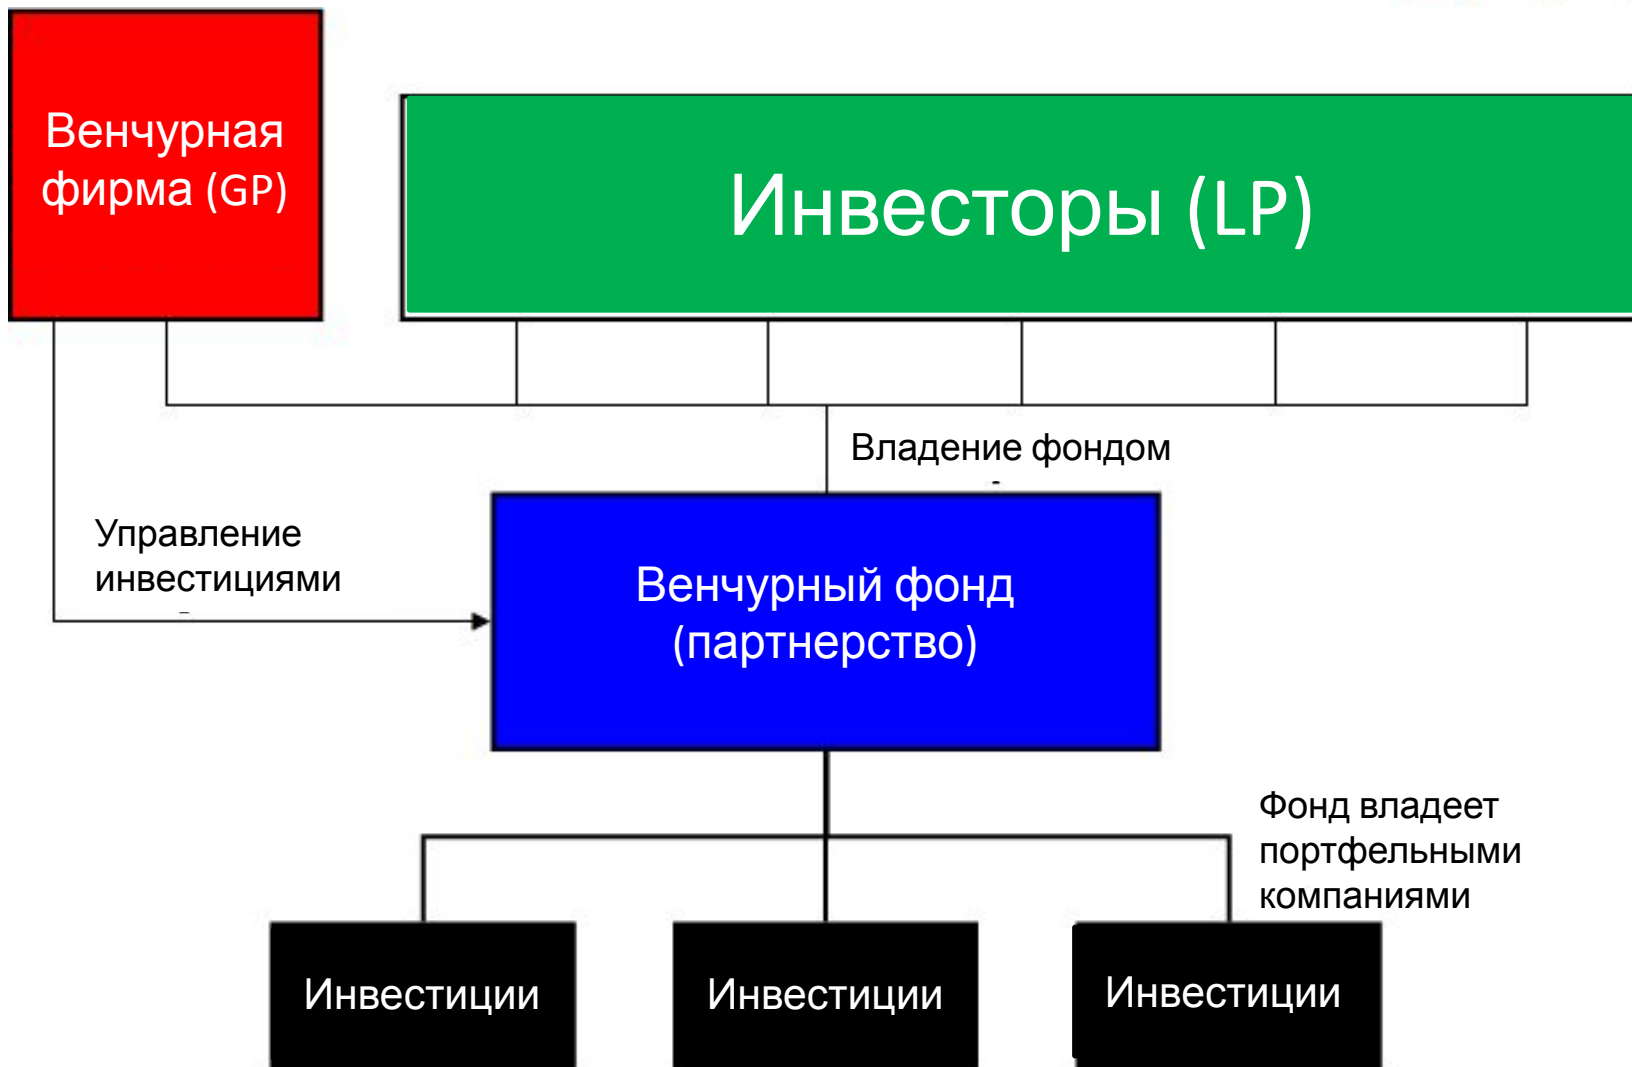 Венчурная
фирма (GP)
Инвесторы (LP)
Владение фондом
Управление
инвестициями
Венчурный фонд
(партнерство)
Фонд владеет
портфельными
компаниями
Инвестиции
Инвестиции
Инвестиции